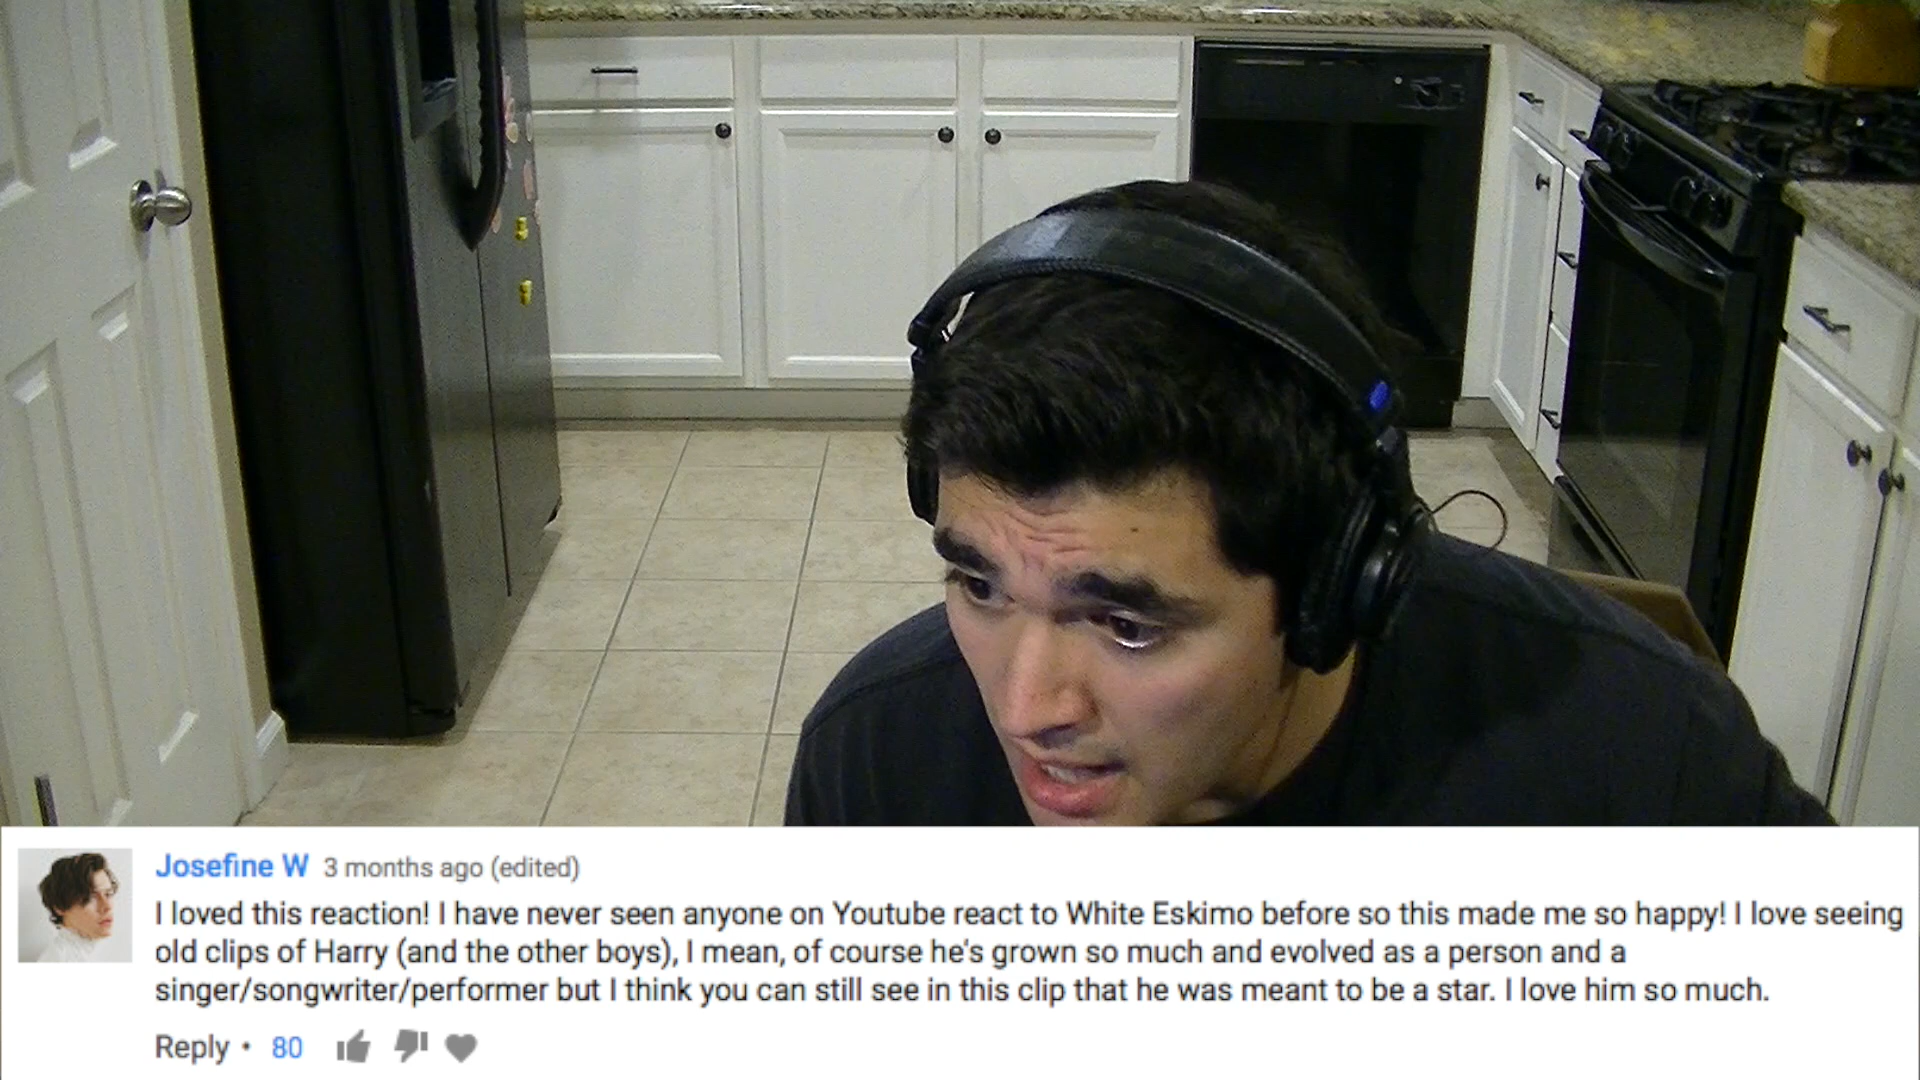 Josefine W 3 months ago (edited)
I loved this reaction! I have never seen anyone on Youtube react to White Eskimo before so this made me so happy! I love seeing
old clips of Harry (and the other boys), I mean, of course he's grown so much and evolved as a person and a
singer/songwriter/performer but I think you can still see in this clip that he was meant to be a star. I love him so much.
Reply • 80